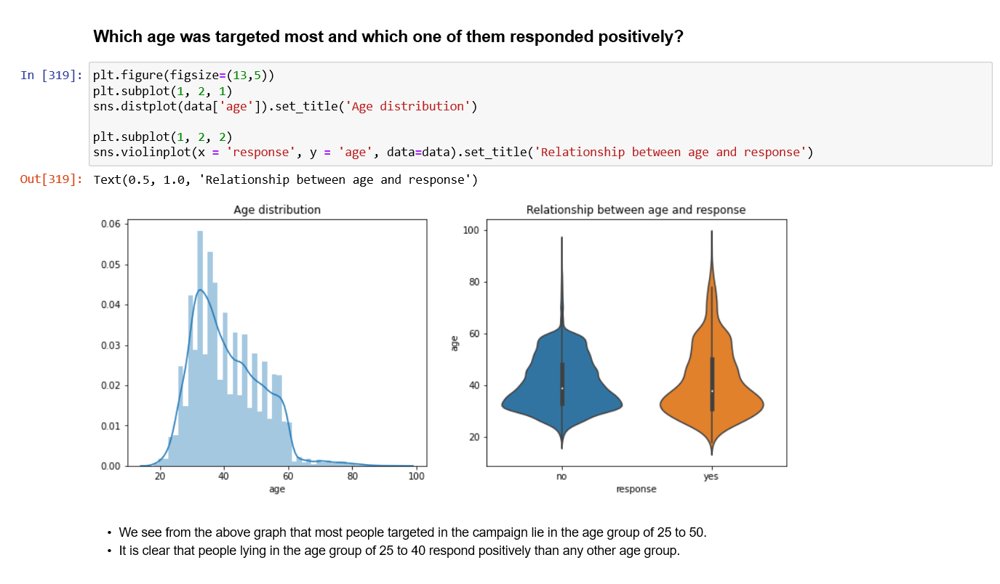 Which age was targeted most and which one of them responded positively?
In [319]: plt.figure(figsize=(13,5))
plt.subplot(1, 2, 1)
sns.distplot(data['age']).set_title('Age distribution')
plt.subplot(1, 2, 2)
sns.violinplot(x = 'response', y = 'age', data=data).set_title('Relationship between age and response')
Out[319]: Text(0.5, 1.0, 'Relationship between age and response')
Age distribution
0.06
0.05
0.04
0.03
0.02
0.01
0.00
20 40 60 80 100
age
Relationship between age and response
100
80
60
40
20
age
no yes
response
• We see from the above graph that most people targeted in the campaign lie in the age group of 25 to 50.
• It is clear that people lying in the age group of 25 to 40 respond positively than any other age group.